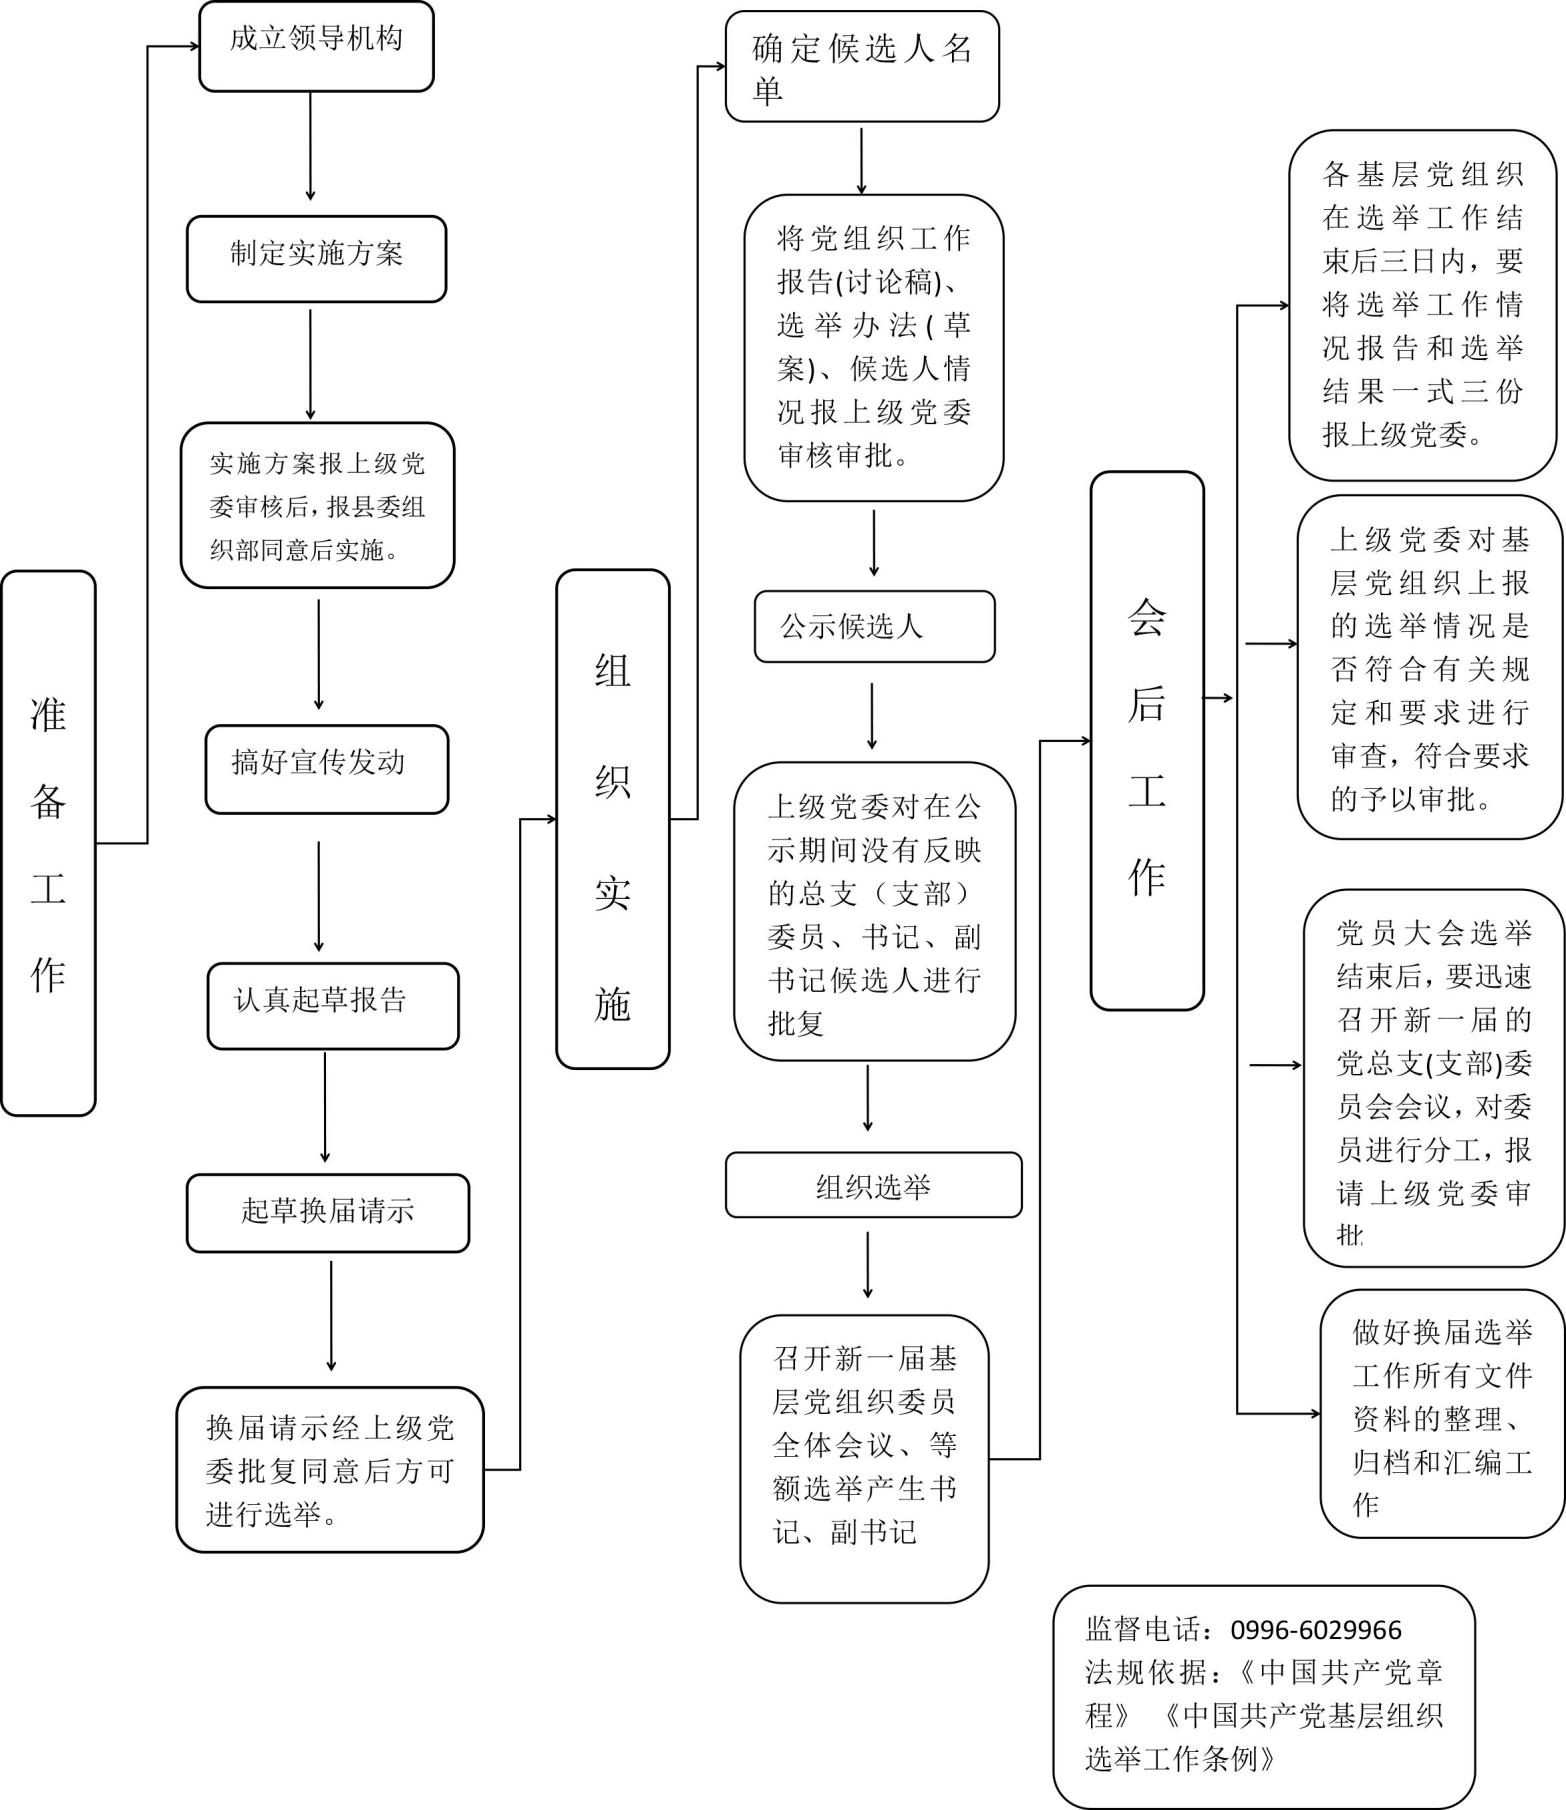 准
备
工
作
成立领导机构
制定实施方案
实施方案报上级党
委审核后，报县委组
织部同意后实施。
搞好宣传发动
认真起草报告
起草换届请示
换届请示经上级党
委批复同意后方可
进行选举。
组
织
实
施
确定候选人名
单
将党组织工作
报告(讨论稿)、
选举办法(草
案)、候选人情
况报上级党委
审核审批。
公示候选人
上级党委对在公
示期间没有反映
的总支（支部）
委员、书记、副
书记候选人进行
批复
组织选举
召开新一届基
层党组织委员
全体会议、等
额选举产生书
记、副书记
会
后
工
作
各基层党组织
在选举工作结
束后三日内，要
将选举工作情
况报告和选举
结果一式三份
报上级党委。
上级党委对基
层党组织上报
的选举情况是
否符合有关规
定和要求进行
审查，符合要求
的予以审批。
党员大会选举
结束后，要迅速
召开新一届的
党总支(支部)委
员会会议，对委
员进行分工，报
请上级党委审
批
做好换届选举
工作所有文件
资料的整理、
归档和汇编工
作
监督电话：0996-6029966
法规依据：《中国共产党章
程》 《中国共产党基层组织
选举工作条例》